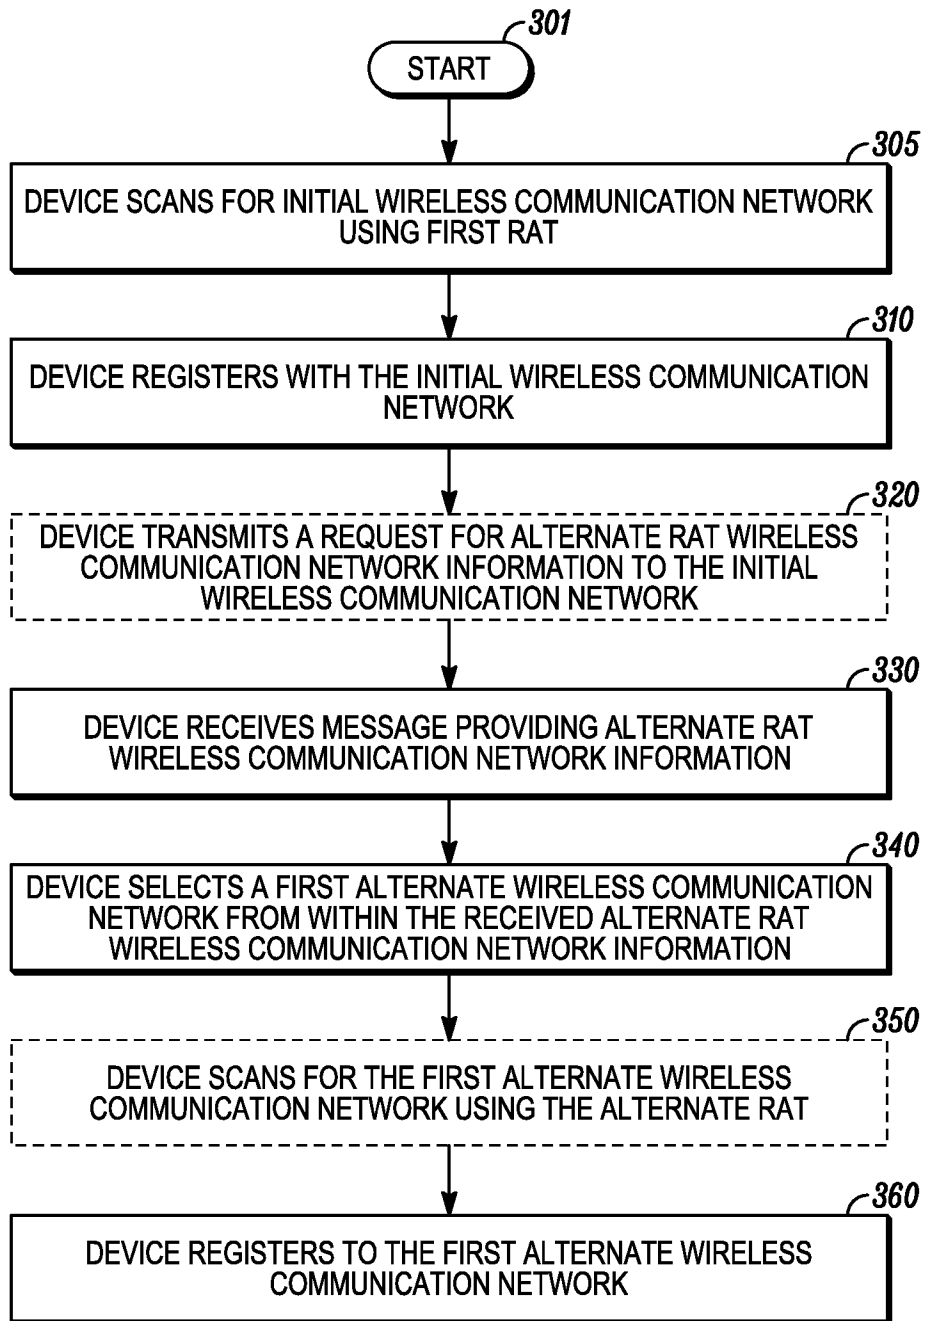 301
START
305
DEVICE SCANS FOR INITIAL WIRELESS COMMUNICATION NETWORK
USING FIRST RAT
310
DEVICE REGISTERS WITH THE INITIAL WIRELESS COMMUNICATION
NETWORK
320
DEVICE TRANSMITS A REQUEST FOR ALTERNATE RAT WIRELESS
COMMUNICATION NETWORK INFORMATION TO THE INITIAL
WIRELESS COMMUNICATION NETWORK
330
DEVICE RECEIVES MESSAGE PROVIDING ALTERNATE RAT
WIRELESS COMMUNICATION NETWORK INFORMATION
340
DEVICE SELECTS A FIRST ALTERNATE WIRELESS COMMUNICATION
NETWORK FROM WITHIN THE RECEIVED ALTERNATE RAT
WIRELESS COMMUNICATION NETWORK INFORMATION
350
DEVICE SCANS FOR THE FIRST ALTERNATE WIRELESS
COMMUNICATION NETWORK USING THE ALTERNATE RAT
360
DEVICE REGISTERS TO THE FIRST ALTERNATE WIRELESS
COMMUNICATION NETWORK